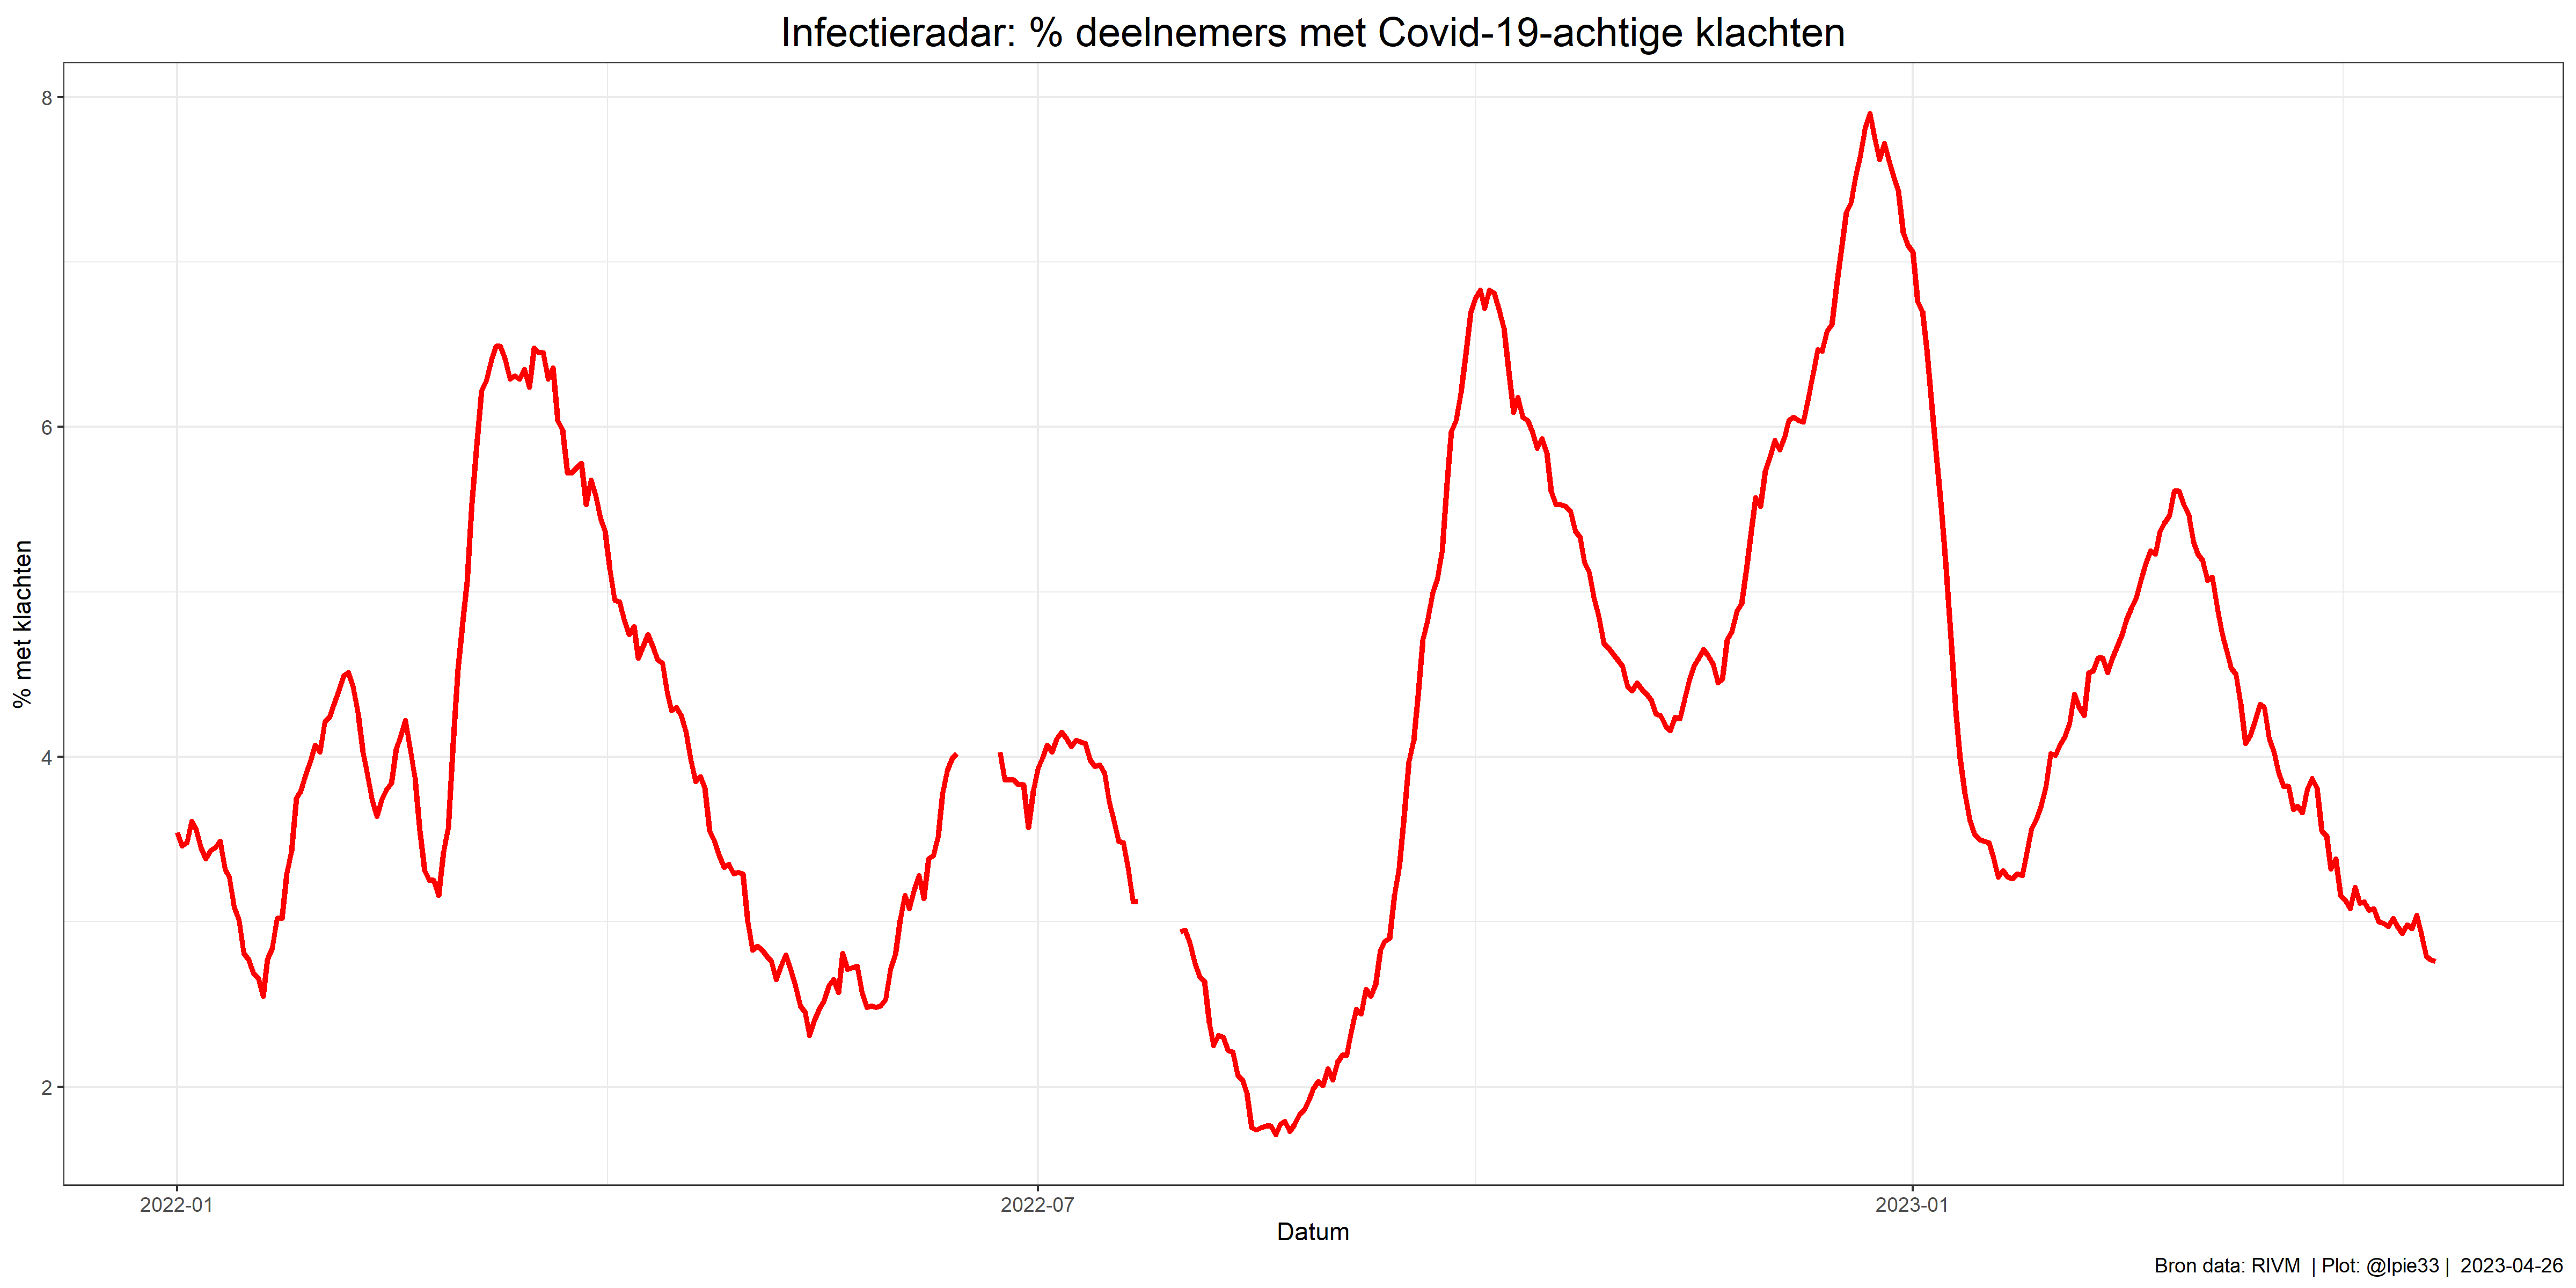 Infectieradar: % deelnemers met Covid-19-achtige klachten
8
6
4
2
% met klachten
2022-01
2022-07
2023-01
Datum
Bron data: RIVM | Plot: @lpie33 | 2023-04-26